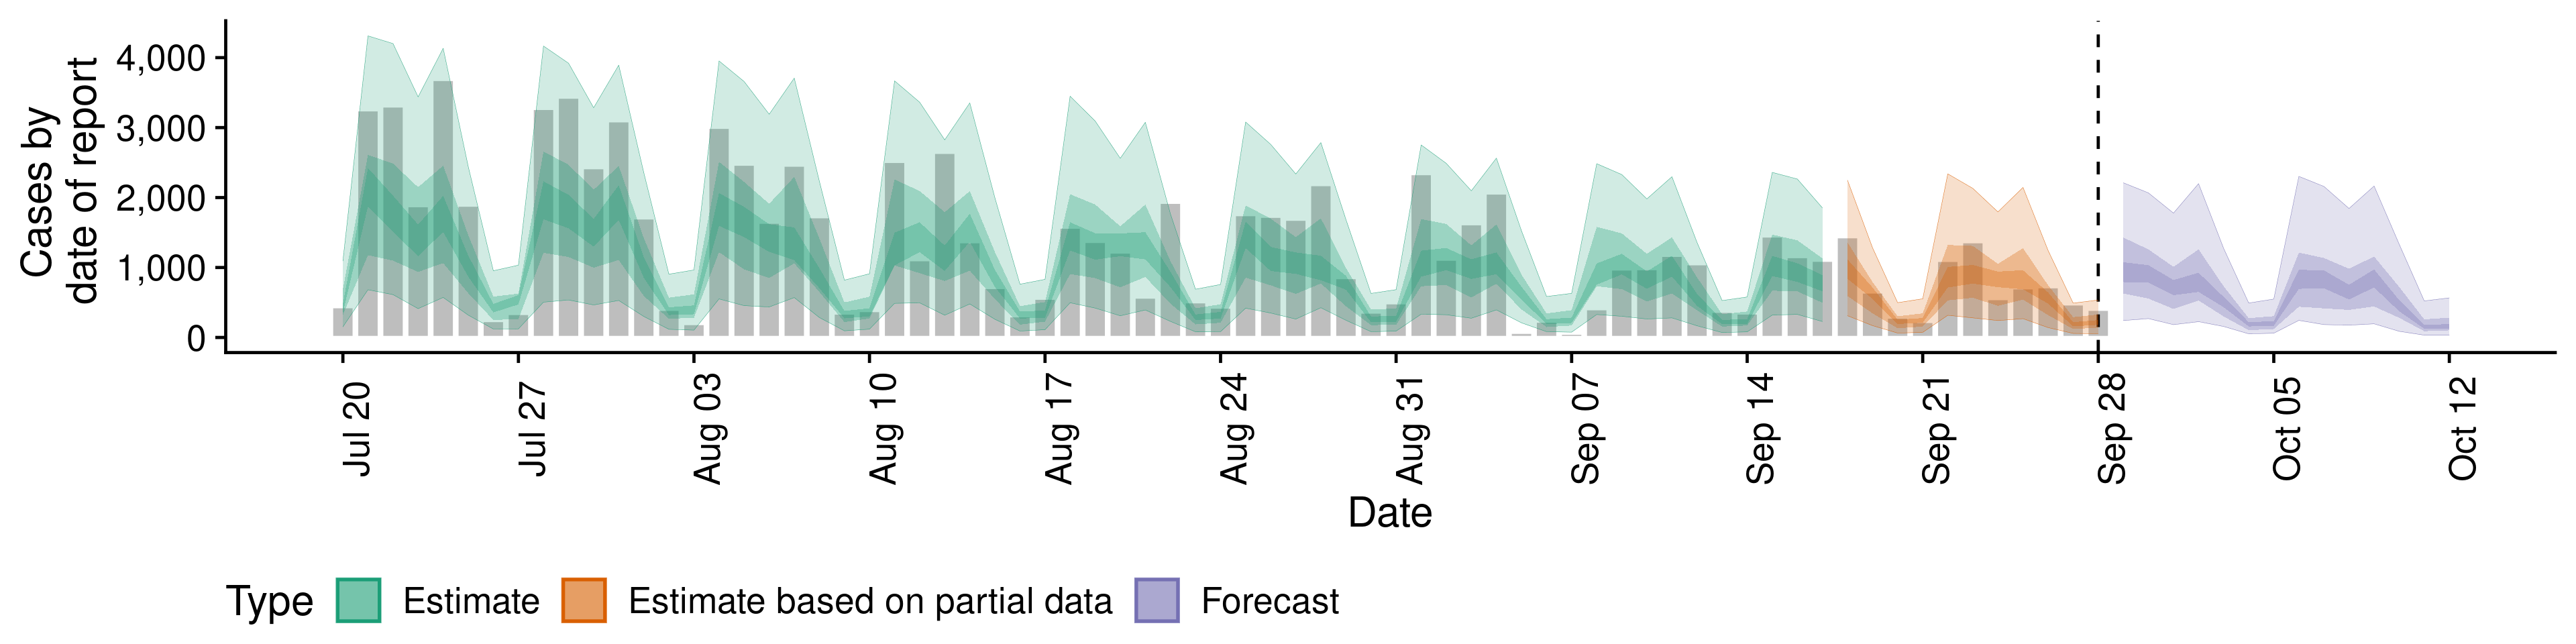 Cases by
date of report
4,000
3,000
2,000
1,000
0
Jul 20
Jul 27
Aug 03
Aug 10
Aug 17
Aug 24
Aug 31
Sep 07
Sep 14
Sep 21
Sep 28
Oct 05
Oct 12
Date
Type Estimate Estimate based on partial data Forecast